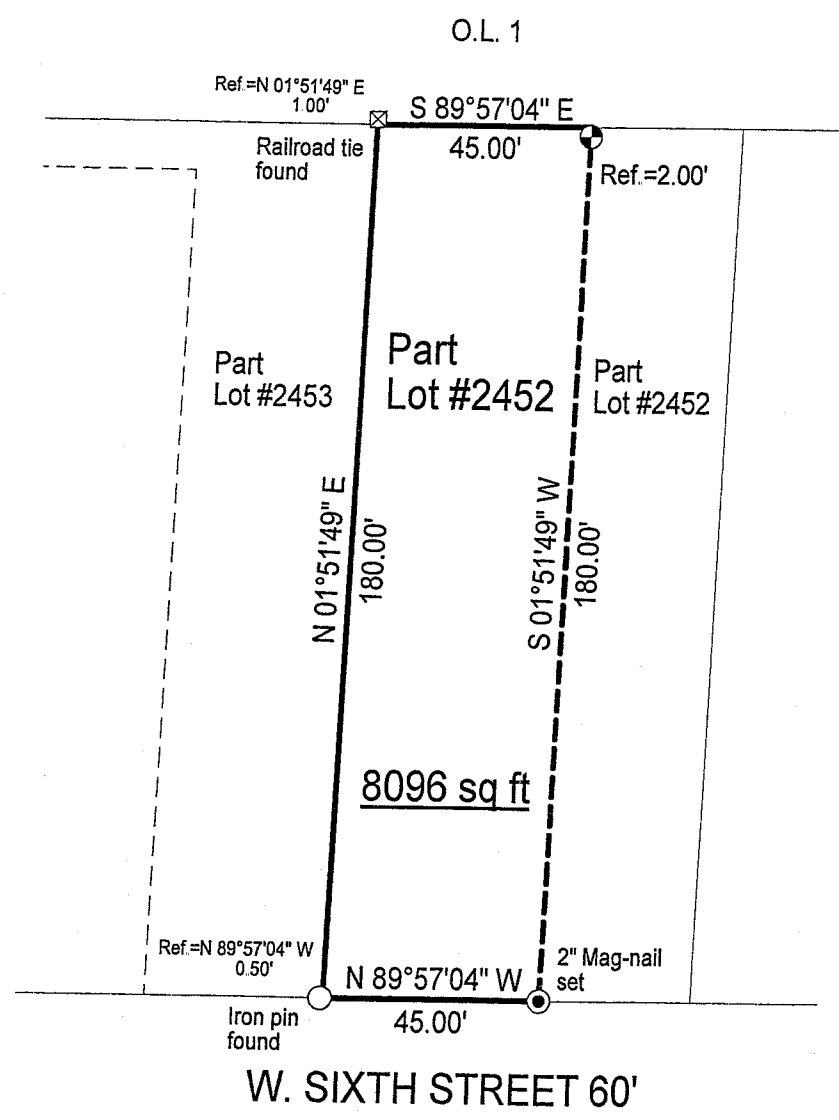 O.L. 1
Ref.=N 01°51'49" E
1.00'
S 89°57'04" E
45.00'
Railroad tie
found
Ref.=2.00'
Part
Lot #2453
Part
Lot #2452
Part
Lot #2452
N 01°51'49" E
180.00'
S 01°51'49" W
180.00'
8096 sq ft
Ref.=N 89°57'04" W
0.50'
N 89°57'04" W
45.00'
2" Mag-nail
set
Iron pin
found
W. SIXTH STREET 60'